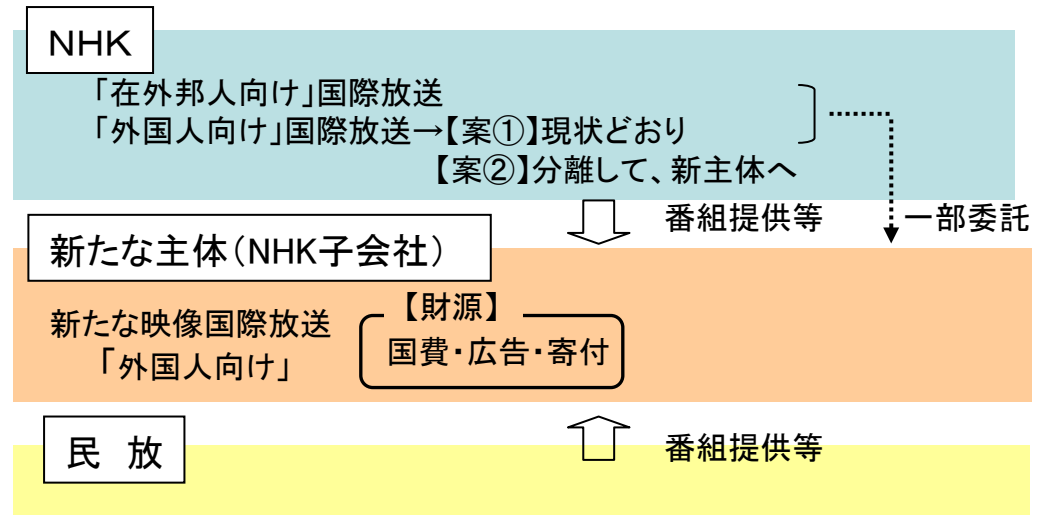 NHK
「在外邦人向け」国際放送
「外国人向け」国際放送→【案①】現状どおり
【案②】分離して、新主体へ
番組提供等
一部委託
新たな主体(NHK子会社)
新たな映像国際放送
「外国人向け」
【財源】
国費・広告・寄付
民 放
番組提供等